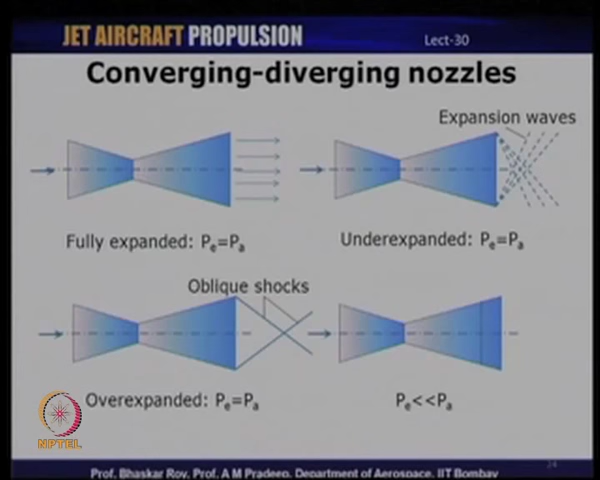 JET AIRCRAFT PROPULSION
Lect-30
Converging-diverging nozzles
Expansion waves
Fully expanded: Pe=Pa
Underexpanded: Pe=Pa
Oblique shocks
Overexpanded: Pe=Pa
Pe<<Pa
NPTEL
24
Prof. Bhaskar Roy, Prof. A M Pradeep, Department of Aerospace, IIT Bombay